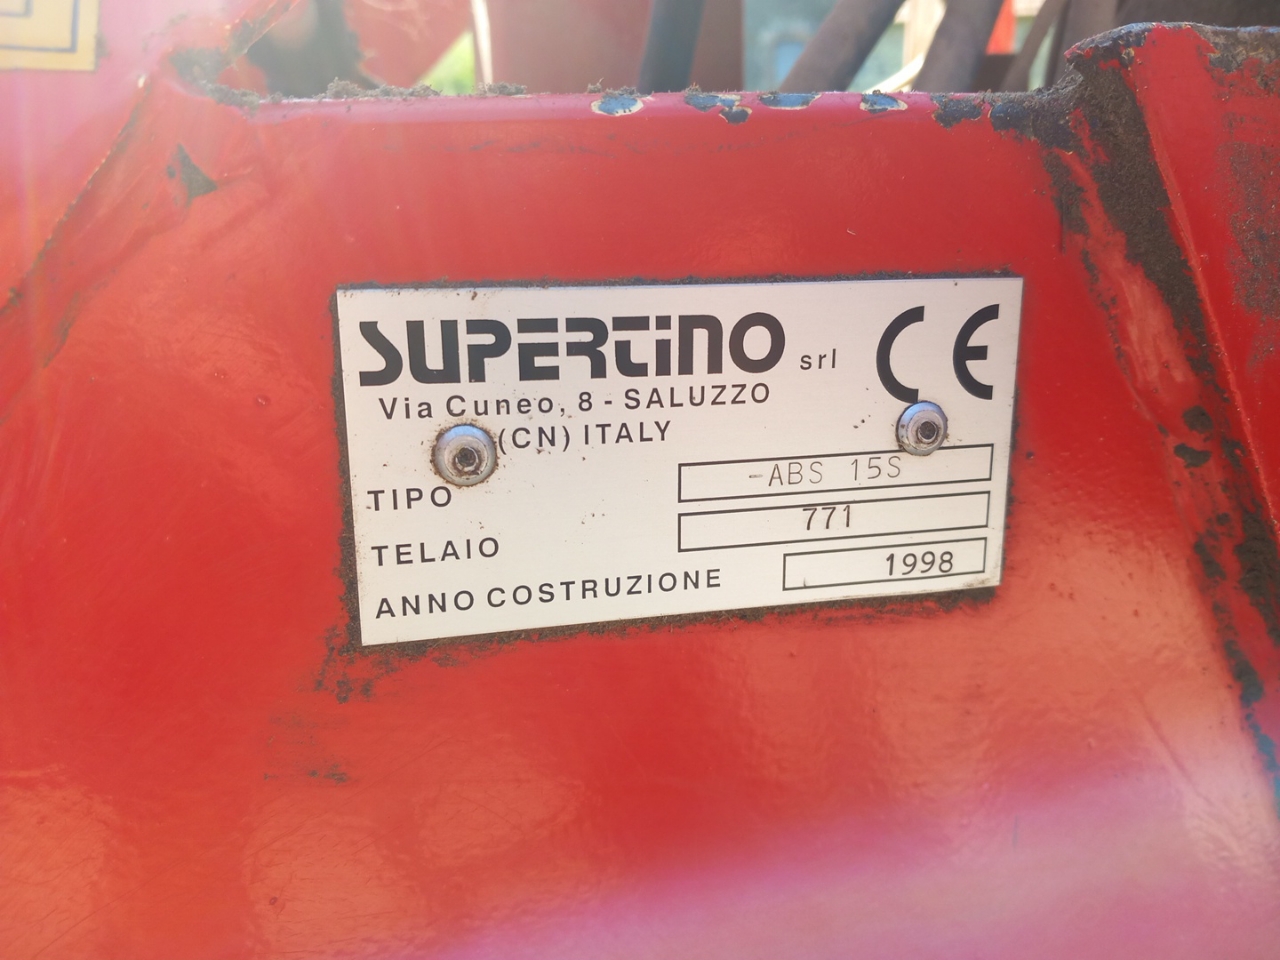 SUPERTINO srl CE
Via Cuneo, 8 - SALUZZO
(CN) ITALY
TIPO -ABS 15S
TELAIO 771
ANNO COSTRUZIONE 1998